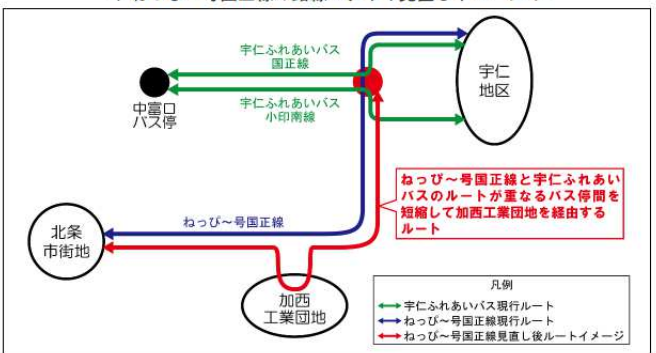 宇仁ふれあいバス
国正線
宇仁
地区
中富口
バス停
宇仁ふれあいバス
小印南線
ねっぴ～号国正線と宇仁ふれあい
バスのルートが重なるバス停間を
短縮して加西工業団地を経由する
ルート
ねっぴ～号国正線
北条
市街地
加西
工業団地
凡例
宇仁ふれあいバス現行ルート
ねっぴ～号国正線現行ルート
ねっぴ～号国正線見直し後ルートイメージ